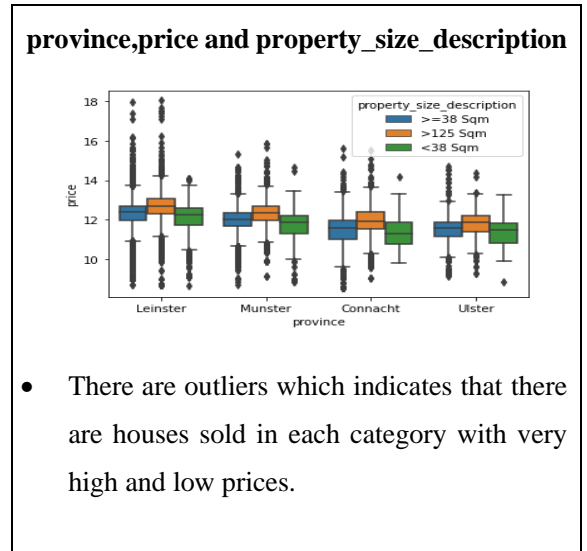 province,price and property_size_description
property_size_description
>=38 Sqm
>125 Sqm
<38 Sqm
18
16
14
12
10
price
Leinster Munster Connacht Ulster
province
• There are outliers which indicates that there
are houses sold in each category with very
high and low prices.